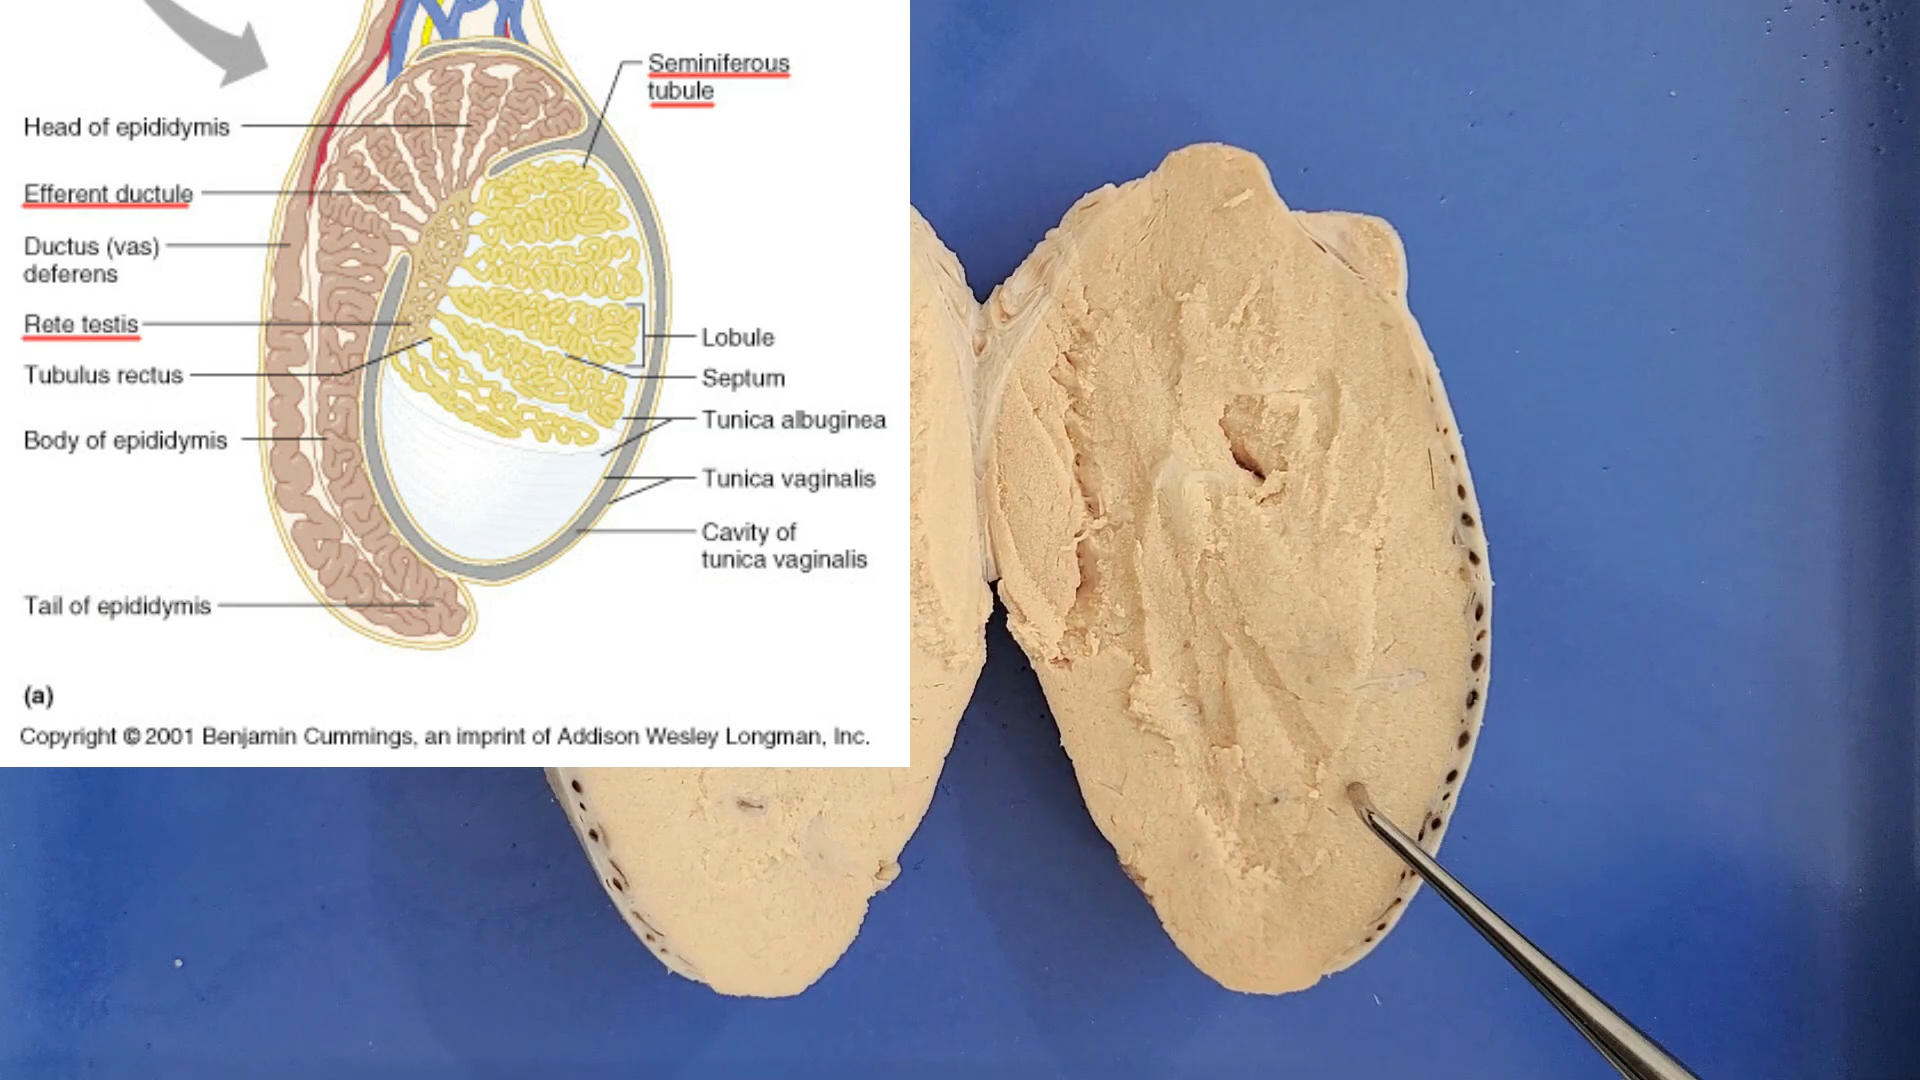 Seminiferous
tubule
Head of epididymis
Efferent ductule
Ductus (vas)
deferens
Rete testis
Lobule
Tubulus rectus
Septum
Tunica albuginea
Body of epididymis
Tunica vaginalis
Cavity of
tunica vaginalis
Tail of epididymis
(a)
Copyright © 2001 Benjamin Cummings, an imprint of Addison Wesley Longman, Inc.